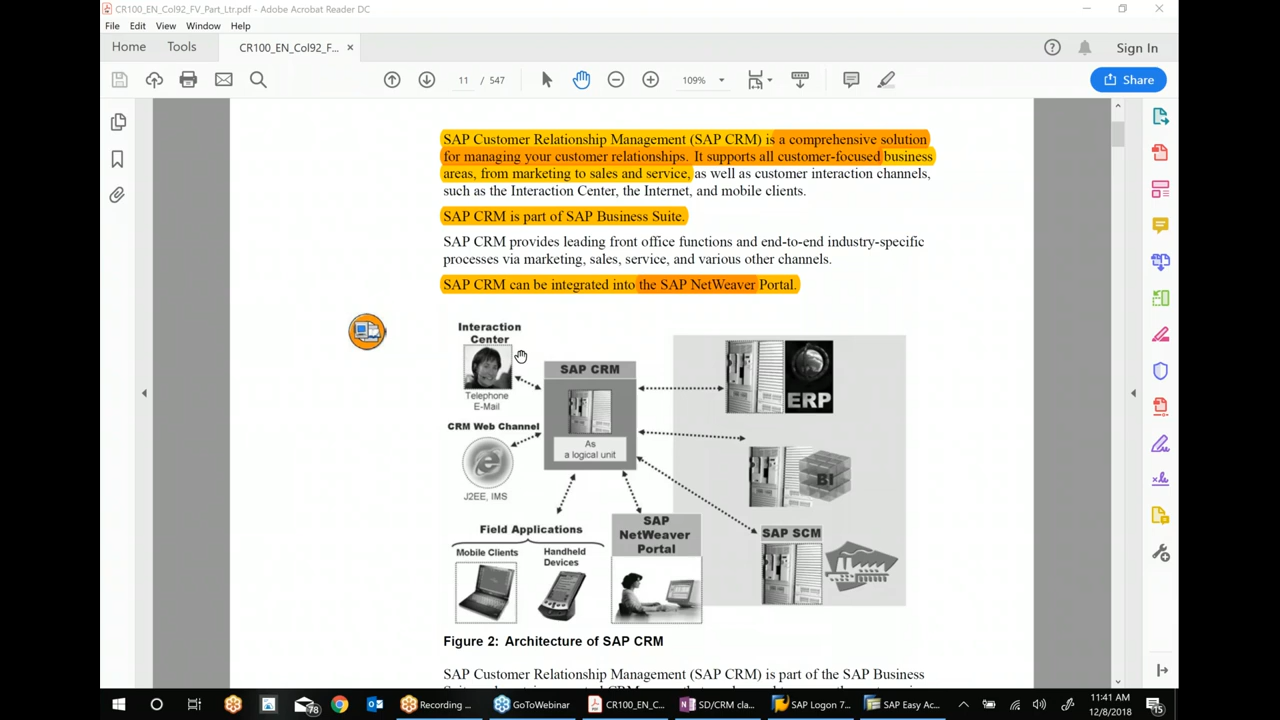 CR100_EN_Col92_FV_Part_Ltr.pdf - Adobe Acrobat Reader DC
File Edit View Window Help
Home Tools CR100_EN_Col92_F... × Sign In
11 / 547 109% Share
SAP Customer Relationship Management (SAP CRM) is a comprehensive solution
for managing your customer relationships. It supports all customer-focused business
areas, from marketing to sales and service, as well as customer interaction channels,
such as the Interaction Center, the Internet, and mobile clients.
SAP CRM is part of SAP Business Suite.
SAP CRM provides leading front office functions and end-to-end industry-specific
processes via marketing, sales, service, and various other channels.
SAP CRM can be integrated into the SAP NetWeaver Portal.
Interaction
Center
Telephone
E-Mail
SAP CRM
As
a logical unit
ERP
CRM Web Channel
J2EE, IMS
BI
Field Applications
Mobile Clients
Handheld
Devices
SAP
NetWeaver
Portal
SAP SCM
Figure 2: Architecture of SAP CRM
SAP Customer Relationship Management (SAP CRM) is part of the SAP Business
78 Recording ... GoToWebinar CR100_EN_C... SD/CRM cla... SAP Logon 7... SAP Easy Ac... 11:41 AM
12/8/2018 15